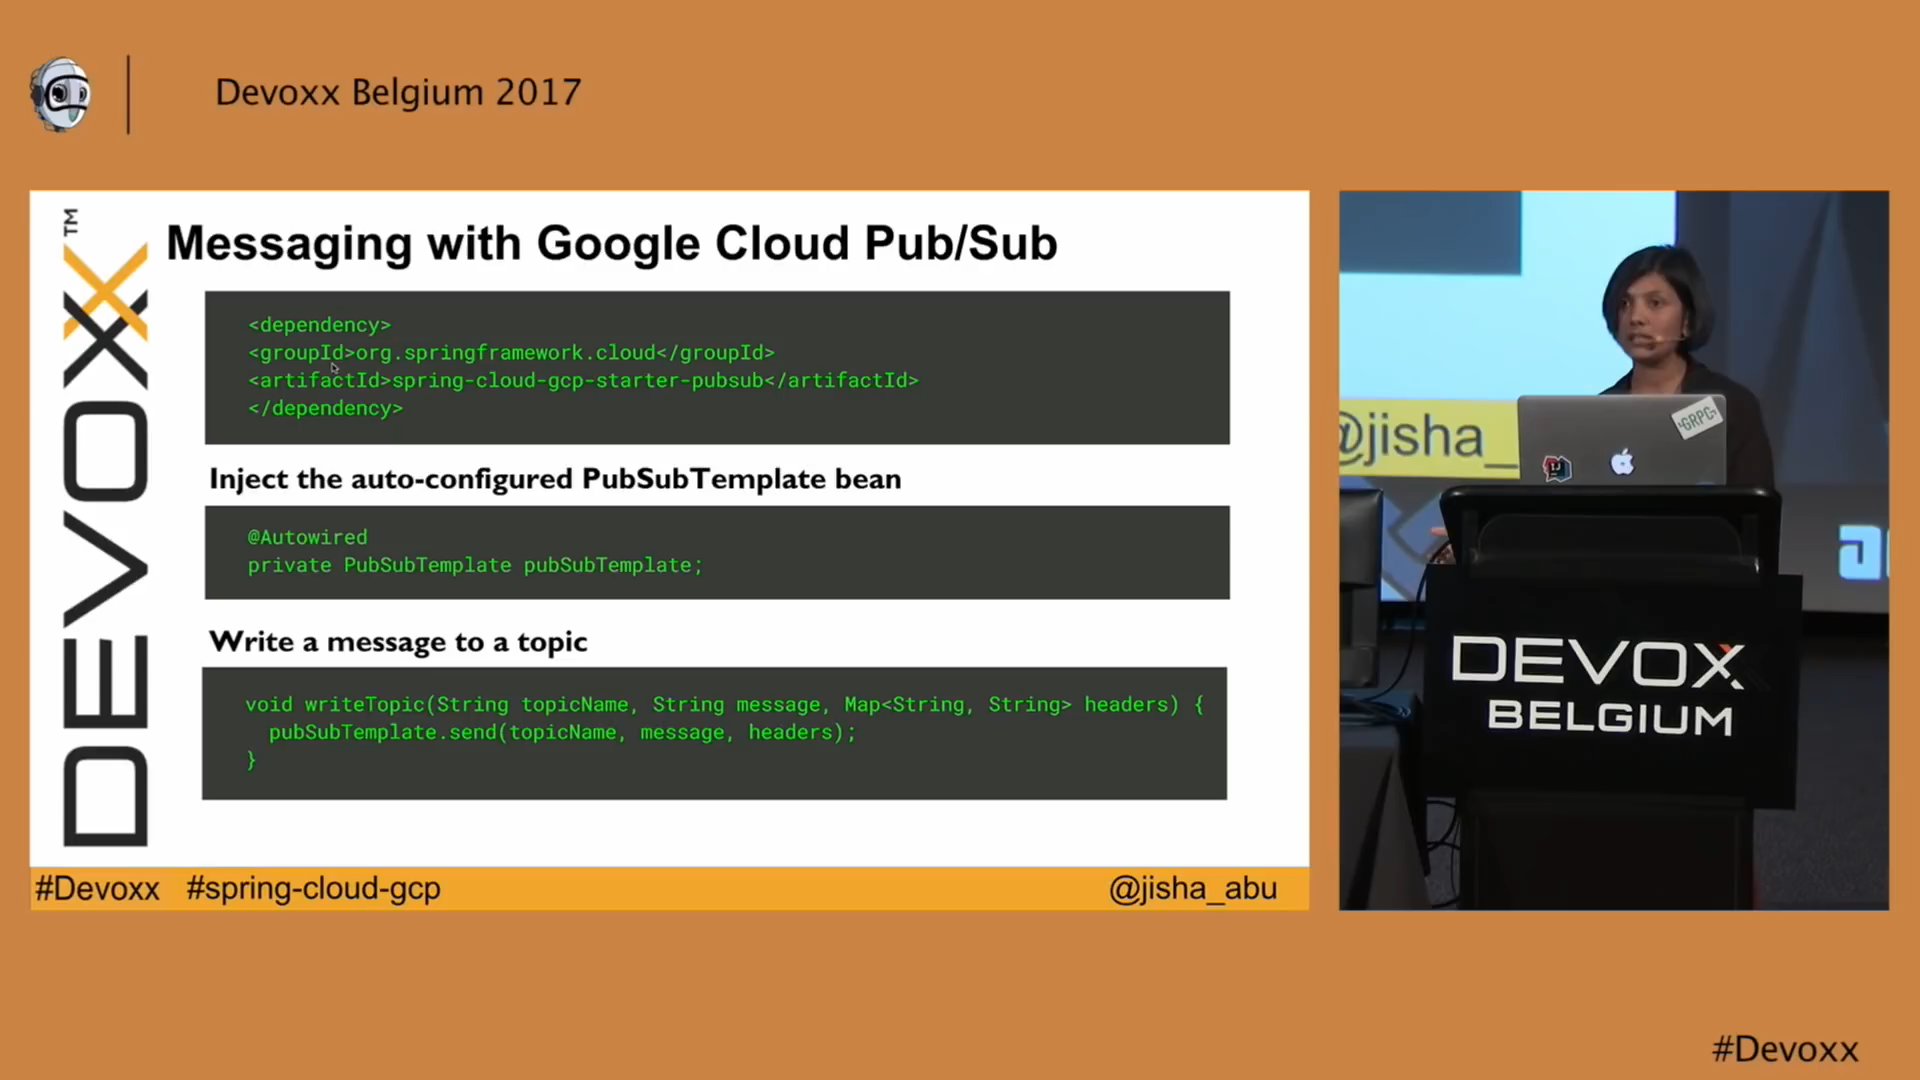 Devoxx Belgium 2017
DEVOXX™
Messaging with Google Cloud Pub/Sub
<dependency>
<groupId>org.springframework.cloud</groupId>
<artifactId>spring-cloud-gcp-starter-pubsub</artifactId>
</dependency>
Inject the auto-configured PubSubTemplate bean
@Autowired
private PubSubTemplate pubSubTemplate;
Write a message to a topic
void writeTopic(String topicName, String message, Map<String, String> headers) {
pubSubTemplate.send(topicName, message, headers);
}
#Devoxx #spring-cloud-gcp
@jisha_abu
@jisha_
GRPC
IJ
DEVOXX
BELGIUM
#Devoxx